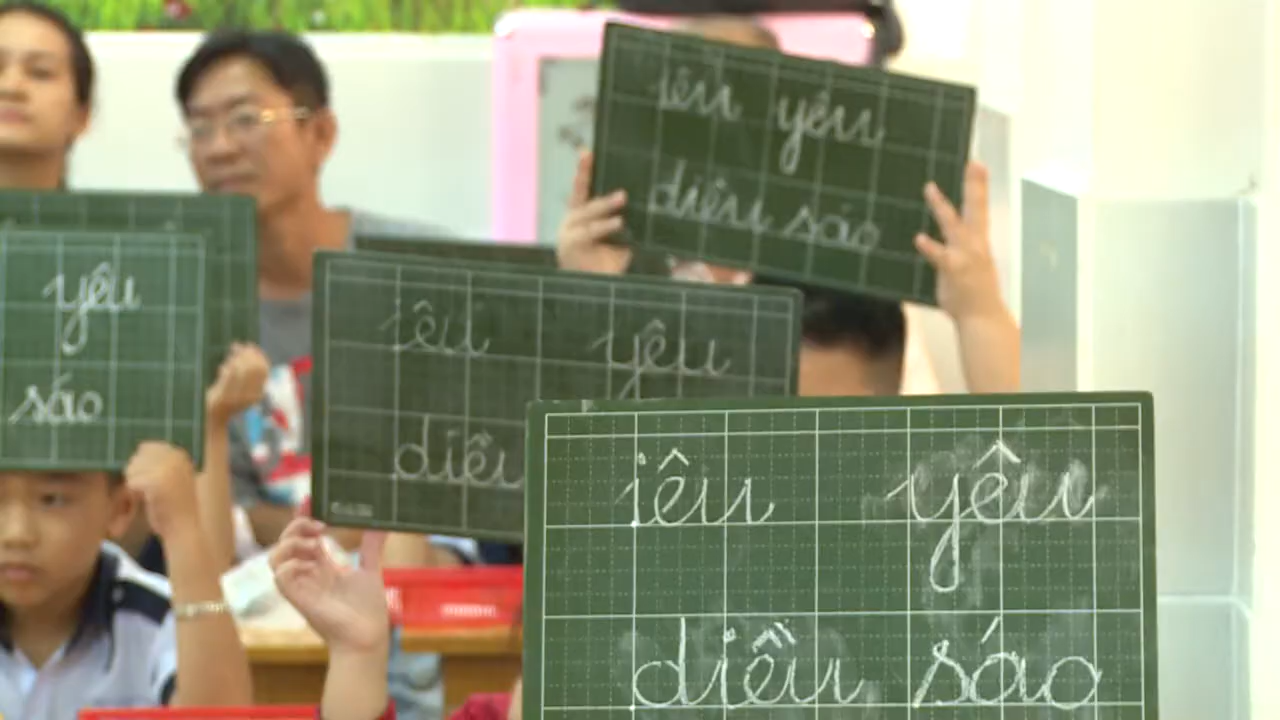 iêu yêu
diều sáo
yêu
sáo
iêu yêu
diều
iêu yêu
diều sáo